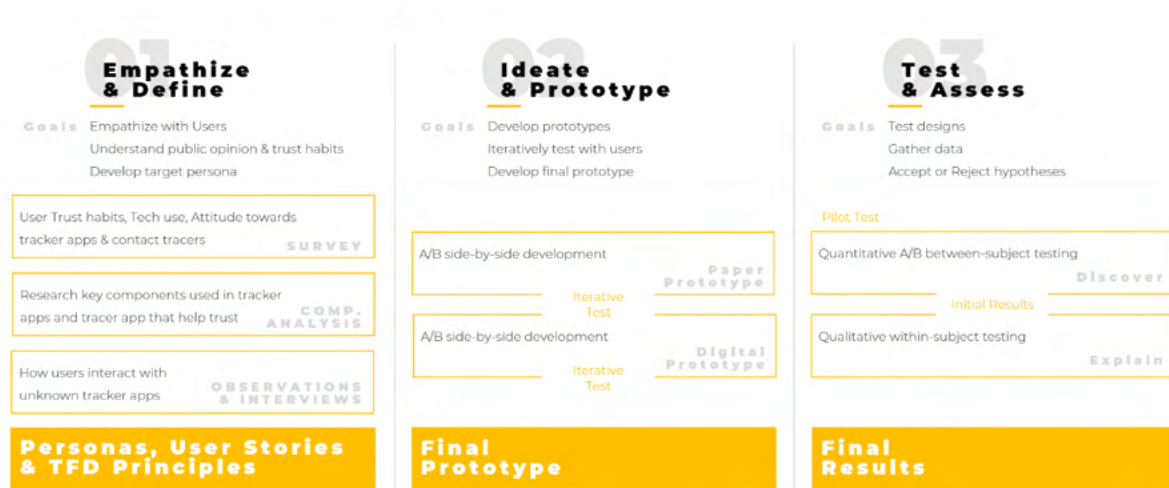 01
Empathize
& Define
Goals Empathize with Users
Understand public opinion & trust habits
Develop target persona
User Trust habits, Tech use, Attitude towards
tracker apps & contact tracers
SURVEY
Research key components used in tracker
apps and tracer app that help trust
COMP.
ANALYSIS
How users interact with
unknown tracker apps
OBSERVATIONS
& INTERVIEWS
Personas, User Stories
& TFD Principles
02
Ideate
& Prototype
Goals Develop prototypes
Iteratively test with users
Develop final prototype
A/B side-by-side development
Paper
Prototype
Iterative
Test
A/B side-by-side development
Digital
Prototype
Iterative
Test
Final
Prototype
03
Test
& Assess
Goals Test designs
Gather data
Accept or Reject hypotheses
Pilot Test
Quantitative A/B between-subject testing
Discover
Initial Results
Qualitative within-subject testing
Explain
Final
Results